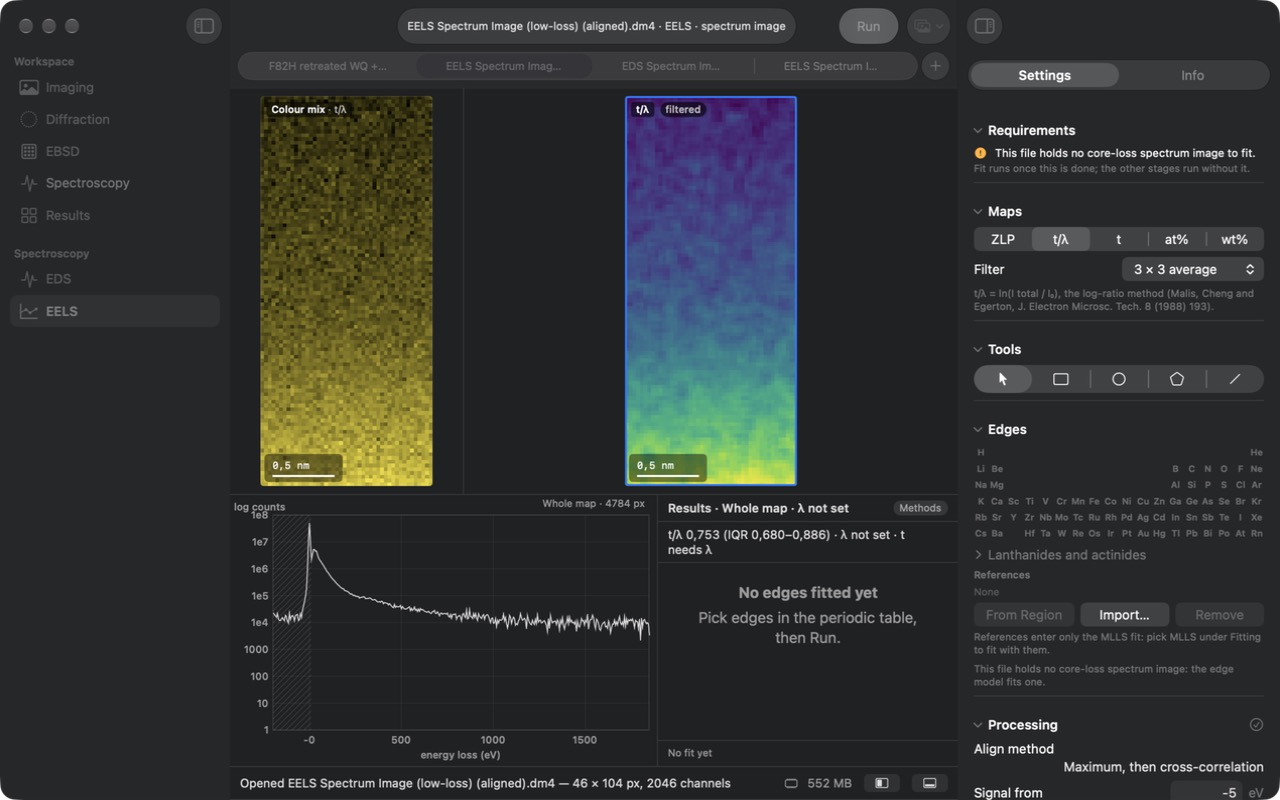 EELS Spectrum Image (low-loss) (aligned).dm4 · EELS · spectrum image
Run
Workspace
Imaging
Diffraction
EBSD
Spectroscopy
Results
Spectroscopy
EDS
EELS
F82H retreated WQ +...
EELS Spectrum Imag...
EDS Spectrum Im...
EELS Spectrum I...
Colour mix · t/λ
0,5 nm
t/λ filtered
0,5 nm
log counts
Whole map · 4784 px
1e8
1e7
1e6
1e5
1e4
1000
100
10
1
-0 500 1000 1500
energy loss (eV)
Results · Whole map · λ not set
Methods
t/λ 0,753 (IQR 0,680–0,886) · λ not set · t
needs λ
No edges fitted yet
Pick edges in the periodic table,
then Run.
No fit yet
Opened EELS Spectrum Image (low-loss) (aligned).dm4 — 46 × 104 px, 2046 channels
552 MB
Settings
Info
Requirements
This file holds no core-loss spectrum image to fit.
Fit runs once this is done; the other stages run without it.
Maps
ZLP t/λ t at% wt%
Filter
3 × 3 average
t/λ = ln(I total / I₀), the log-ratio method (Malis, Cheng and
Egerton, J. Electron Microsc. Tech. 8 (1988) 193).
Tools
Edges
H He
Li Be B C N O F Ne
Na Mg Al Si P S Cl Ar
K Ca Sc Ti V Cr Mn Fe Co Ni Cu Zn Ga Ge As Se Br Kr
Rb Sr Y Zr Nb Mo Tc Ru Rh Pd Ag Cd In Sn Sb Te I Xe
Cs Ba Hf Ta W Re Os Ir Pt Au Hg Tl Pb Bi Po At Rn
Lanthanides and actinides
References
None
From Region
Import...
Remove
References enter only the MLLS fit: pick MLLS under Fitting
to fit with them.
This file holds no core-loss spectrum image: the edge
model fits one.
Processing
Align method
Maximum, then cross-correlation
Signal from
-5 eV